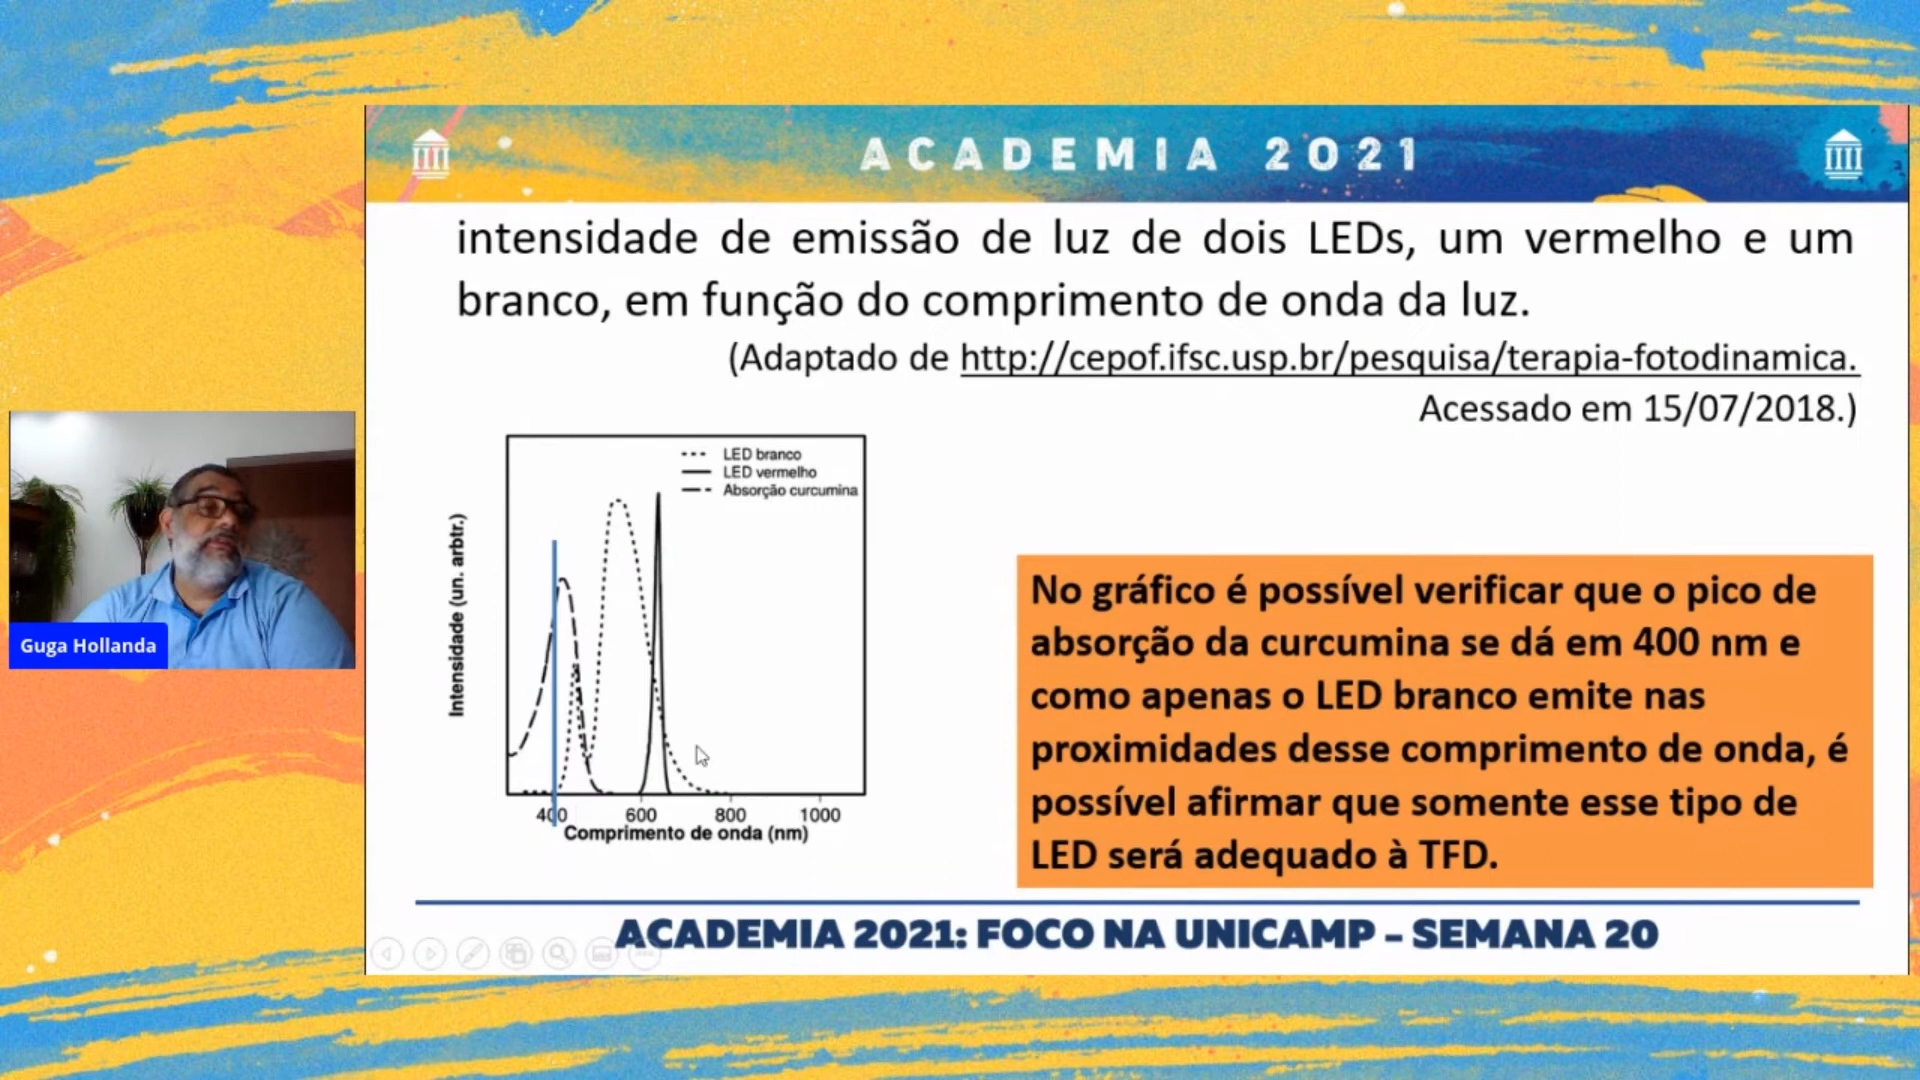 ACADEMIA 2021
intensidade de emissão de luz de dois LEDs, um vermelho e um
branco, em função do comprimento de onda da luz.
(Adaptado de http://cepof.ifsc.usp.br/pesquisa/terapia-fotodinamica.
Acessado em 15/07/2018.)
LED branco
LED vermelho
Absorção curcumina
Intensidade (un. arbtr.)
400 600 800 1000
Comprimento de onda (nm)
No gráfico é possível verificar que o pico de
absorção da curcumina se dá em 400 nm e
como apenas o LED branco emite nas
proximidades desse comprimento de onda, é
possível afirmar que somente esse tipo de
LED será adequado à TFD.
Guga Hollanda
ACADEMIA 2021: FOCO NA UNICAMP – SEMANA 20